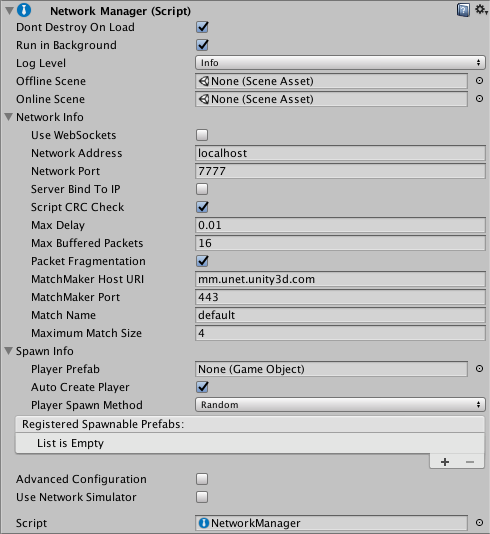 Network Manager (Script)
Dont Destroy On Load
Run in Background
Log Level Info
Offline Scene None (Scene Asset)
Online Scene None (Scene Asset)
Network Info
Use WebSockets
Network Address localhost
Network Port 7777
Server Bind To IP
Script CRC Check
Max Delay 0.01
Max Buffered Packets 16
Packet Fragmentation
MatchMaker Host URI mm.unet.unity3d.com
MatchMaker Port 443
Match Name default
Maximum Match Size 4
Spawn Info
Player Prefab None (Game Object)
Auto Create Player
Player Spawn Method Random
Registered Spawnable Prefabs:
List is Empty
Advanced Configuration
Use Network Simulator
Script NetworkManager